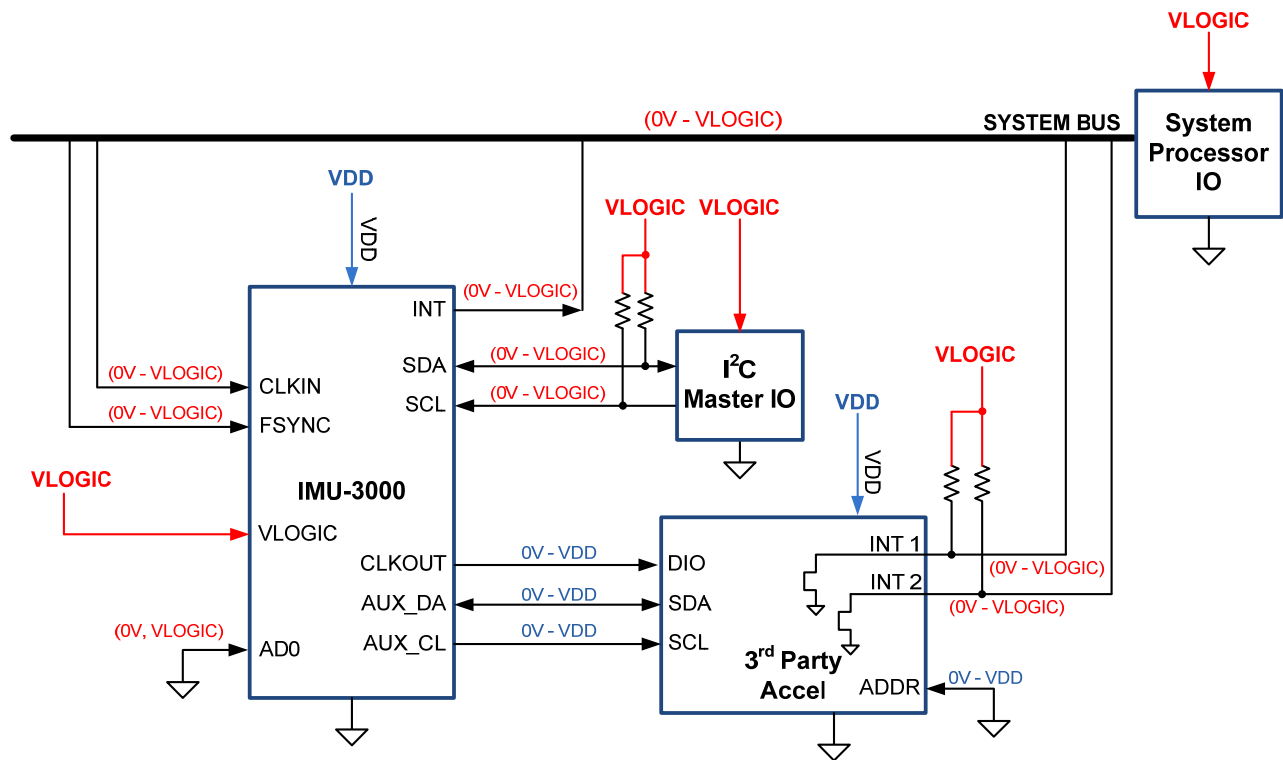 VLOGIC
(0V - VLOGIC)
SYSTEM BUS
System
Processor
IO
VDD
VDD
VLOGIC
VLOGIC
INT
(0V - VLOGIC)
SDA
(0V - VLOGIC)
SCL
(0V - VLOGIC)
I²C
Master IO
(0V - VLOGIC)
CLKIN
(0V - VLOGIC)
FSYNC
IMU-3000
VLOGIC
VLOGIC
VDD
VDD
VLOGIC
CLKOUT
0V - VDD
DIO
AUX_DA
0V - VDD
SDA
AUX_CL
0V - VDD
SCL
INT 1
(0V - VLOGIC)
INT 2
(0V - VLOGIC)
(0V, VLOGIC)
AD0
3rd Party
Accel
ADDR
0V - VDD